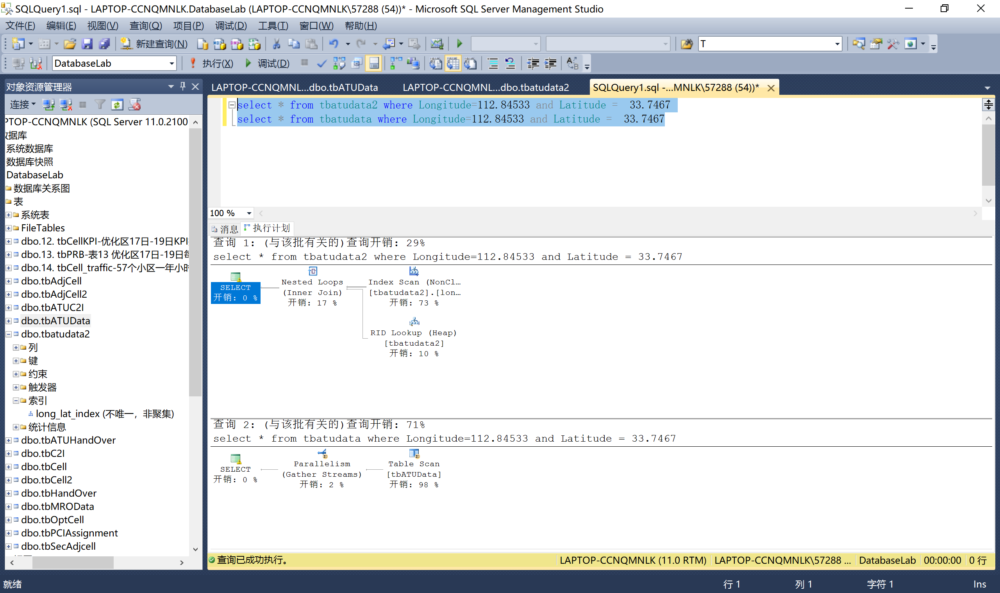 SQLQuery1.sql - LAPTOP-CCNQMNLK.DatabaseLab (LAPTOP-CCNQMNLK\57288 (54))* - Microsoft SQL Server Management Studio
文件(F) 编辑(E) 视图(V) 查询(Q) 项目(P) 调试(D) 工具(T) 窗口(W) 帮助(H)
新建查询(N) T
DatabaseLab 执行(X) 调试(D)
对象资源管理器
连接
PTOP-CCNQMNLK (SQL Server 11.0.2100
数据库
系统数据库
数据库快照
DatabaseLab
数据库关系图
表
系统表
FileTables
dbo.12. tbCellKPI-优化区17日-19日KPI
dbo.13. tbPRB-表13 优化区17日-19日每
dbo.14. tbCell_traffic-57个小区一年小时
dbo.tbAdjCell
dbo.tbAdjCell2
dbo.tbATUC2I
dbo.tbATUData
dbo.tbatudata2
列
键
约束
触发器
索引
long_lat_index (不唯一，非聚集)
统计信息
dbo.tbATUHandOver
dbo.tbC2I
dbo.tbCell
dbo.tbCell2
dbo.tbHandOver
dbo.tbMROData
dbo.tbOptCell
dbo.tbPCIAssignment
dbo.tbSecAdjcell
LAPTOP-CCNQMNL...dbo.tbATUData LAPTOP-CCNQMNL...dbo.tbatudata2 SQLQuery1.sql -...MNLK\57288 (54))*
select * from tbatudata2 where Longitude=112.84533 and Latitude = 33.7467
select * from tbatudata where Longitude=112.84533 and Latitude = 33.7467
100 %
消息 执行计划
查询 1: (与该批有关的)查询开销: 29%
select * from tbatudata2 where Longitude=112.84533 and Latitude = 33.7467
SELECT
开销: 0 %
Nested Loops
(Inner Join)
开销: 17 %
Index Scan (NonCl...
[tbatudata2].[lon...
开销: 73 %
RID Lookup (Heap)
[tbatudata2]
开销: 10 %
查询 2: (与该批有关的)查询开销: 71%
select * from tbatudata where Longitude=112.84533 and Latitude = 33.7467
SELECT
开销: 0 %
Parallelism
(Gather Streams)
开销: 2 %
Table Scan
[tbATUData]
开销: 98 %
查询已成功执行。 LAPTOP-CCNQMNLK (11.0 RTM) LAPTOP-CCNQMNLK\57288 ... DatabaseLab 00:00:00 0 行
就绪 行 1 列 1 字符 1 Ins